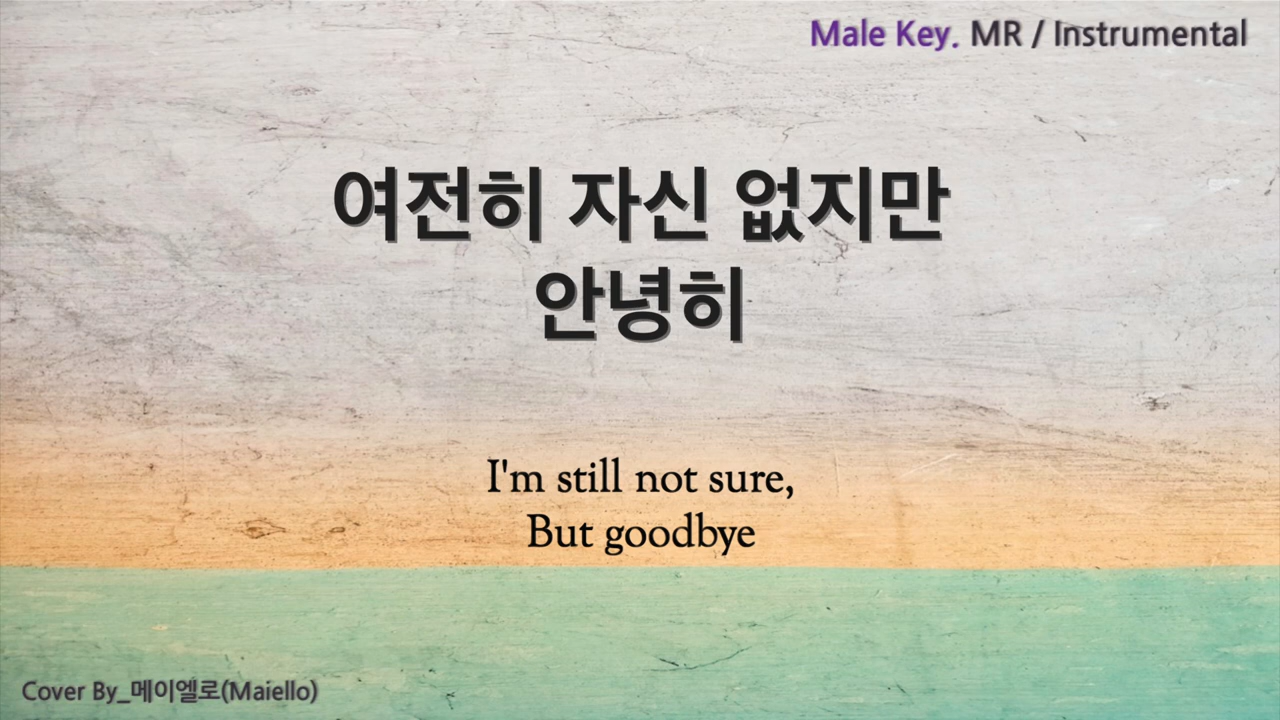 Male Key. MR / Instrumental
여전히 자신 없지만
안녕히
I'm still not sure,
But goodbye
Cover By_메이엘로(Maiello)